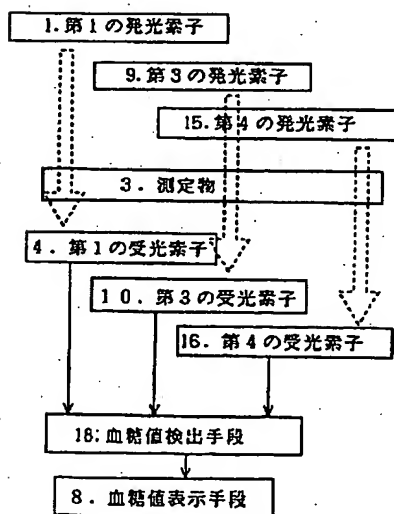 1.第1の発光素子
9.第3の発光素子
15.第4の発光素子
3.測定物
4.第1の受光素子
10.第3の受光素子
16.第4の受光素子
18:血糖値検出手段
8.血糖値表示手段